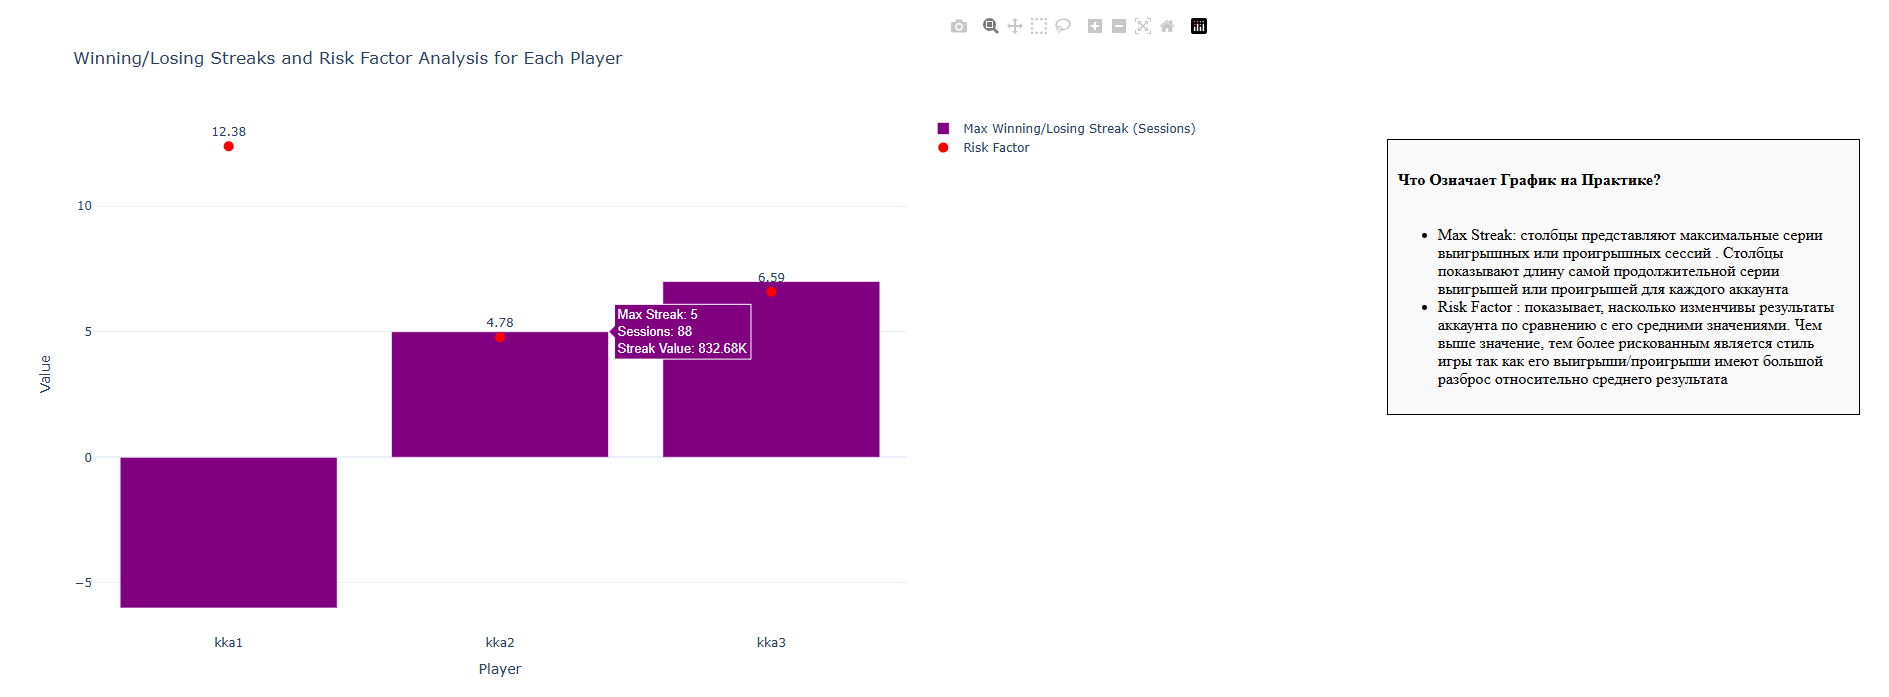 Winning/Losing Streaks and Risk Factor Analysis for Each Player
12.38
Max Winning/Losing Streak (Sessions)
Risk Factor
10
6.59
4.78
Max Streak: 5
Sessions: 88
Streak Value: 832.68K
5
Value
0
−5
kka1
kka2
kka3
Player
Что Означает График на Практике?
• Max Streak: столбцы представляют максимальные серии
выигрышных или проигрышных сессий . Столбцы
показывают длину самой продолжительной серии
выигрышей или проигрышей для каждого аккаунта
• Risk Factor : показывает, насколько изменчивы результаты
аккаунта по сравнению с его средними значениями. Чем
выше значение, тем более рискованным является стиль
игры так как его выигрыши/проигрыши имеют большой
разброс относительно среднего результата